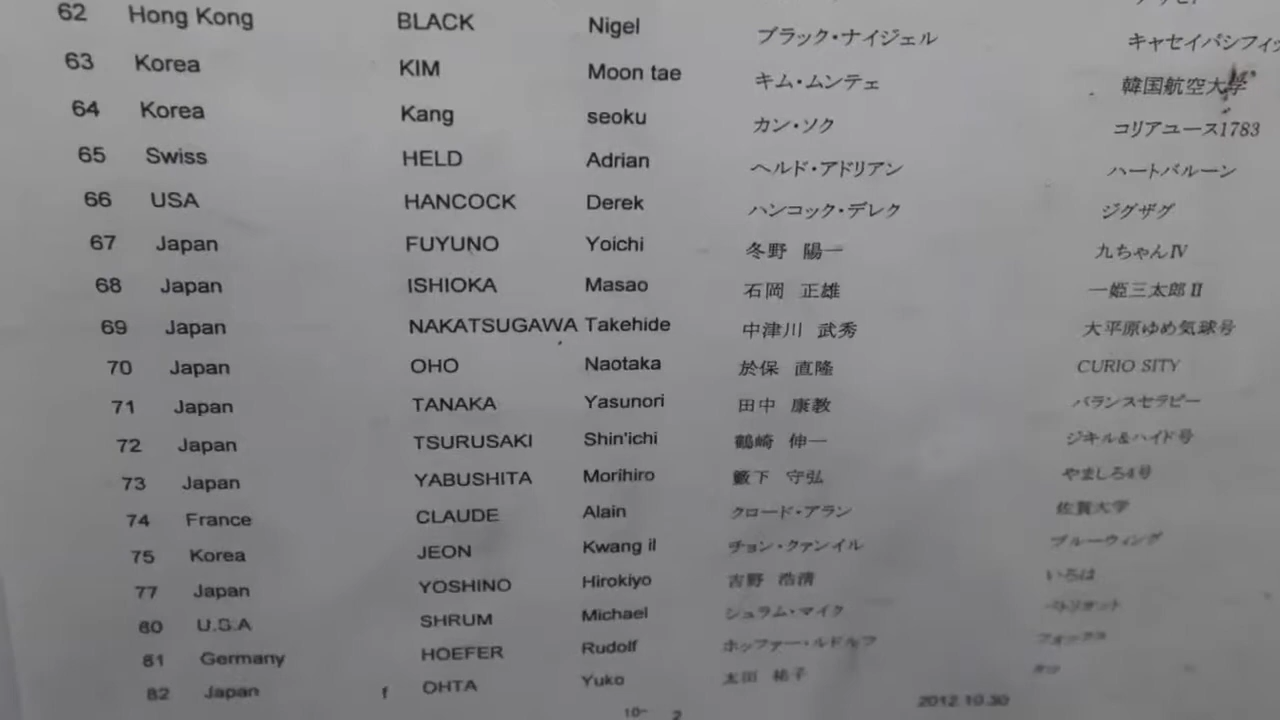 62 Hong Kong BLACK Nigel ブラック・ナイジェル キャセイパシフィッ
63 Korea KIM Moon tae キム・ムンテェ 韓国航空大学
64 Korea Kang seoku カン・ソク コリアユース1783
65 Swiss HELD Adrian ヘルド・アドリアン ハートバルーン
66 USA HANCOCK Derek ハンコック・デレク ジグザグ
67 Japan FUYUNO Yoichi 冬野 陽一 九ちゃんⅣ
68 Japan ISHIOKA Masao 石岡 正雄 一姫三太郎Ⅱ
69 Japan NAKATSUGAWA Takehide 中津川 武秀 大平原ゆめ気球号
70 Japan OHO Naotaka 於保 直隆 CURIO SITY
71 Japan TANAKA Yasunori 田中 康教 バランスセラピー
72 Japan TSURUSAKI Shin'ichi 鶴崎 伸一 ジキル&ハイド号
73 Japan YABUSHITA Morihiro 籔下 守弘 やましろ4号
74 France CLAUDE Alain クロード・アラン 佐賀大学
75 Korea JEON Kwang il チョン・クァンイル ブルーウィング
77 Japan YOSHINO Hirokiyo 吉野 浩清 いろは
80 U.S.A SHRUM Michael シュラム・マイク
81 Germany HOEFER Rudolf ホッファー・ルドルフ
82 Japan f OHTA Yuko 太田 祐子
10- 2 2012.10.30